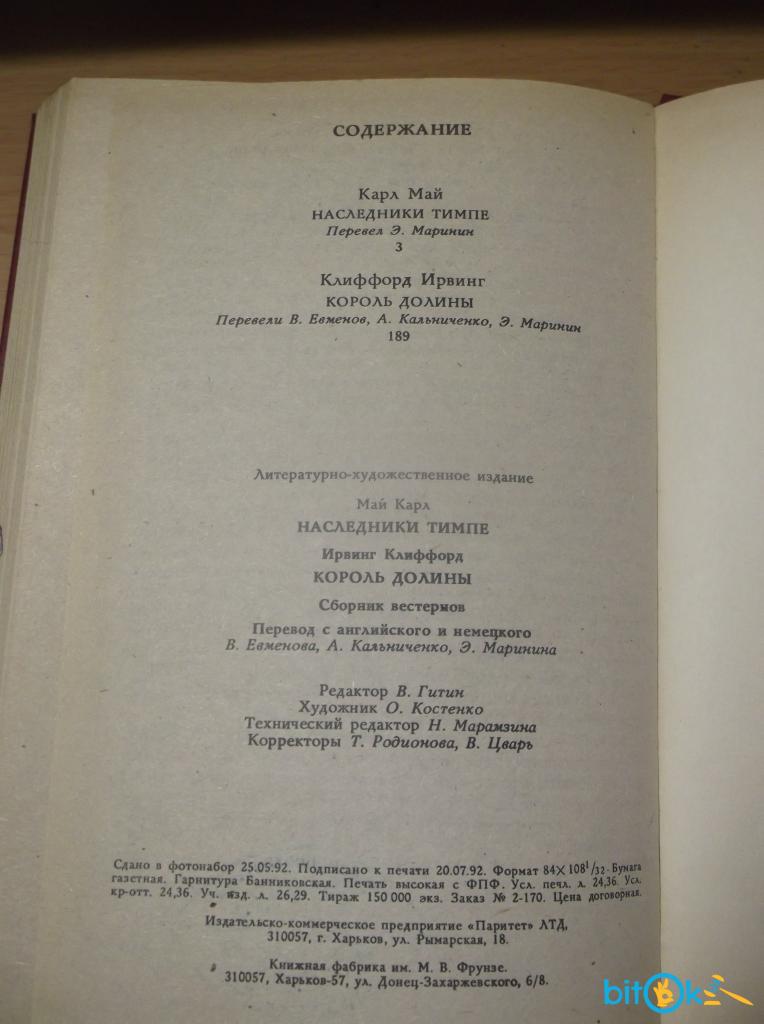 СОДЕРЖАНИЕ
Карл Май
НАСЛЕДНИКИ ТИМПЕ
Перевел Э. Маринин
3
Клиффорд Ирвинг
КОРОЛЬ ДОЛИНЫ
Перевели В. Евменов, А. Кальниченко, Э. Маринин
189
Литературно-художественное издание
Май Карл
НАСЛЕДНИКИ ТИМПЕ
Ирвинг Клиффорд
КОРОЛЬ ДОЛИНЫ
Сборник вестернов
Перевод с английского и немецкого
В. Евменова, А. Кальниченко, Э. Маринина
Редактор В. Гитин
Художник О. Костенко
Технический редактор Н. Марамзина
Корректоры Т. Родионова, В. Цварь
Сдано в фотонабор 25.05.92. Подписано к печати 20.07.92. Формат 84×108¹/32. Бумага
газетная. Гарнитура Банниковская. Печать высокая с ФПФ. Усл. печ. л. 24,36. Усл.
кр-отт. 24,36. Уч. изд. л. 26,29. Тираж 150 000 экз. Заказ № 2-170. Цена договорная.
Издательско-коммерческое предприятие «Паритет» ЛТД,
310057, г. Харьков, ул. Рымарская, 18.
Книжная фабрика им. М. В. Фрунзе.
310057, Харьков-57, ул. Донец-Захаржевского, 6/8.
bitOk